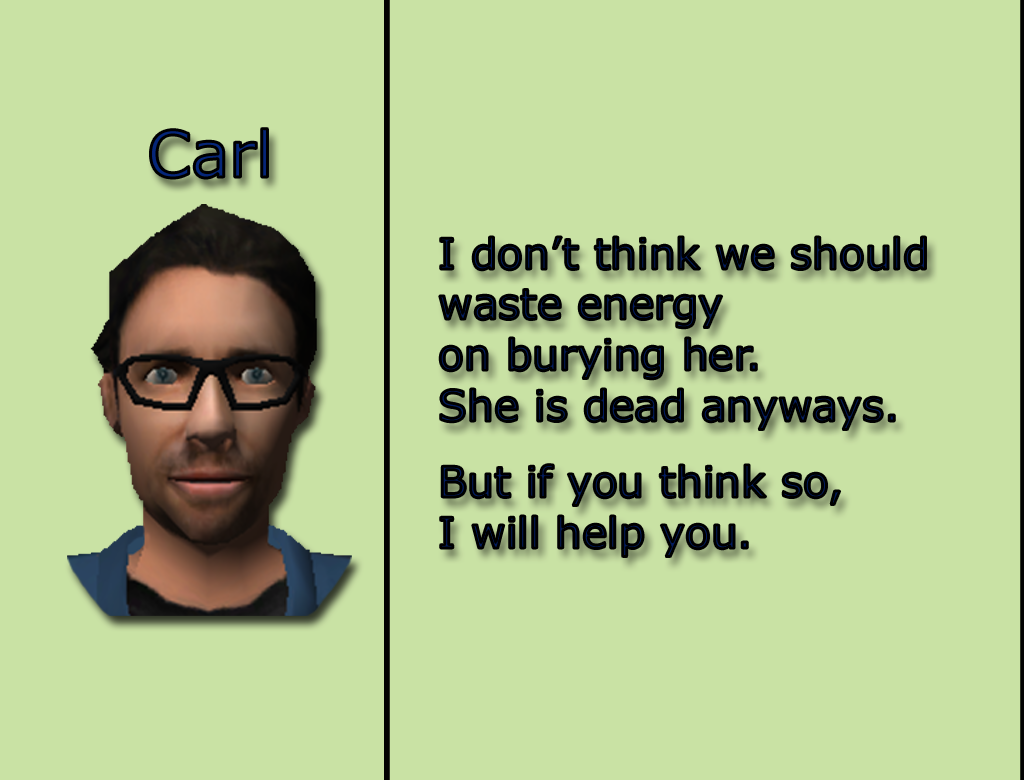 Carl
I don’t think we should
waste energy
on burying her.
She is dead anyways.
But if you think so,
I will help you.